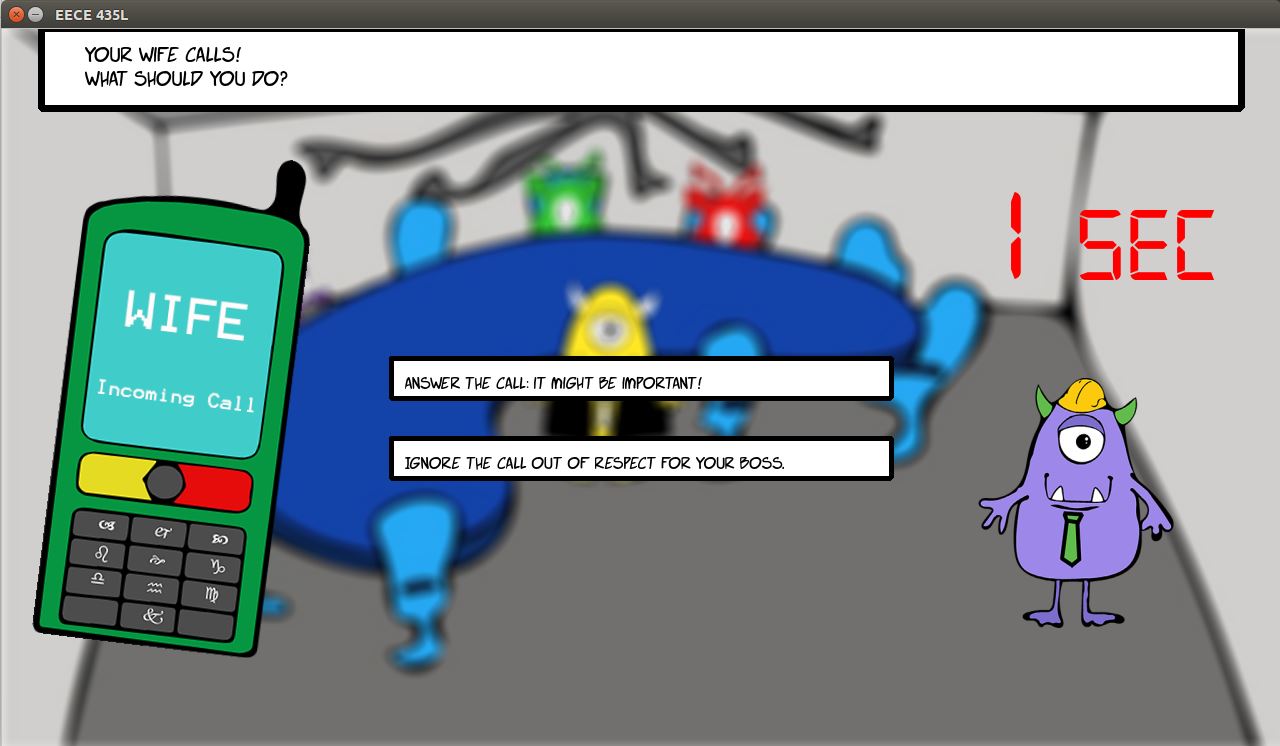 EECE 435L
YOUR WIFE CALLS!
WHAT SHOULD YOU DO?
1 SEC
WIFE
Incoming Call
ANSWER THE CALL: IT MIGHT BE IMPORTANT!
IGNORE THE CALL OUT OF RESPECT FOR YOUR BOSS.